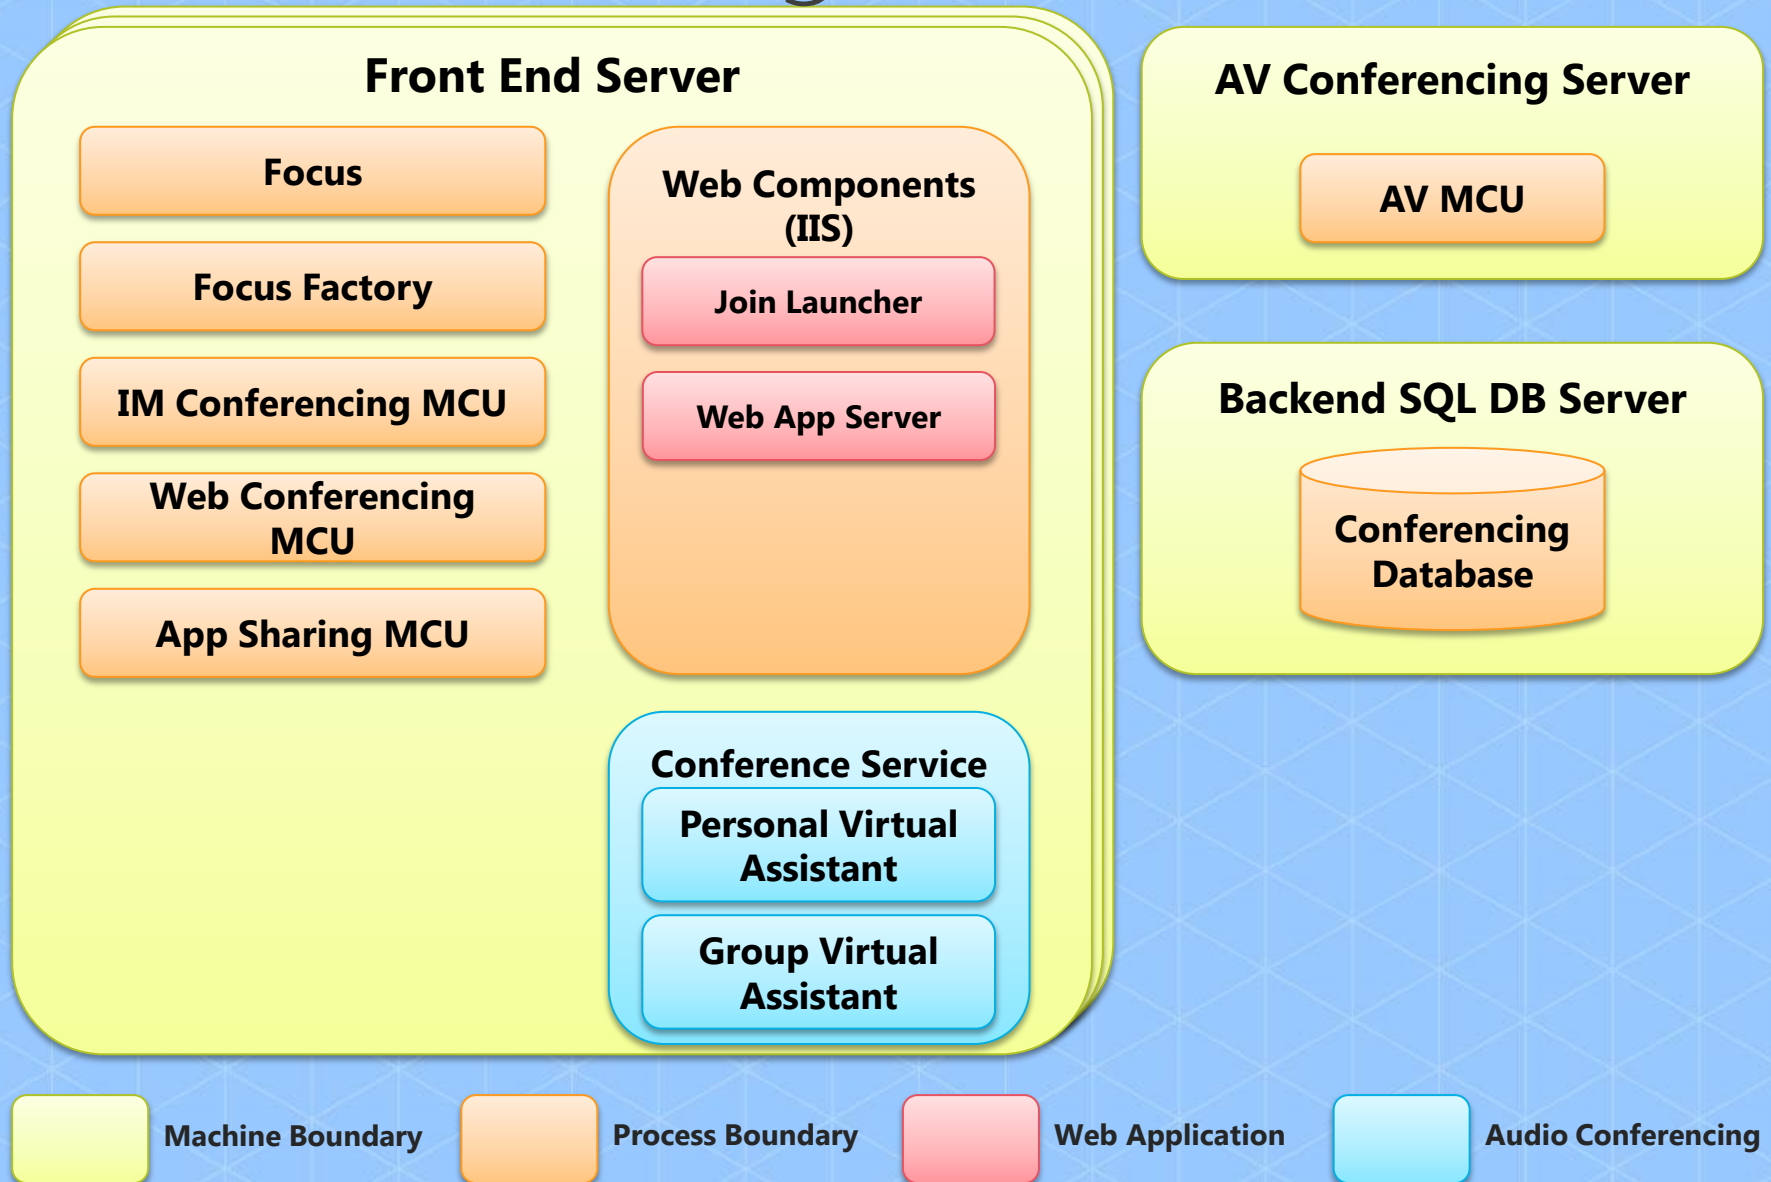 Front End Server
Focus
Focus Factory
IM Conferencing MCU
Web Conferencing
MCU
App Sharing MCU
Web Components
(IIS)
Join Launcher
Web App Server
Conference Service
Personal Virtual
Assistant
Group Virtual
Assistant
AV Conferencing Server
AV MCU
Backend SQL DB Server
Conferencing
Database
Machine Boundary
Process Boundary
Web Application
Audio Conferencing